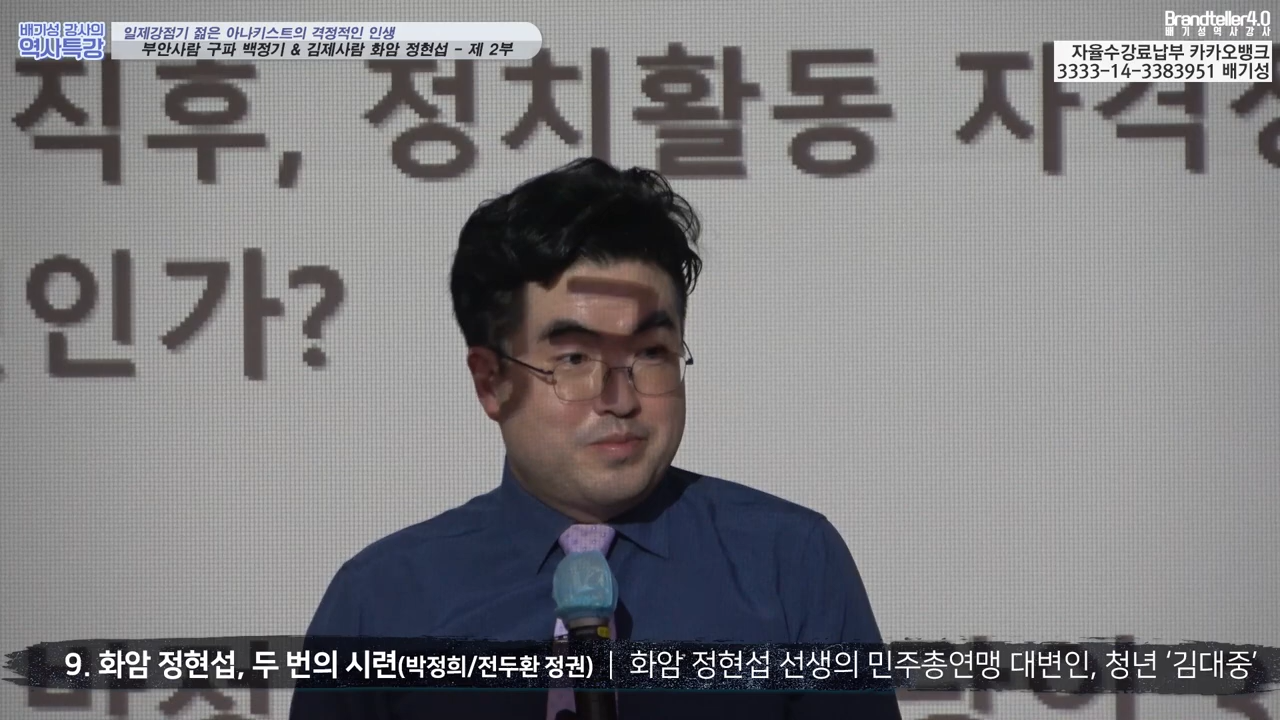 배기성 강사의
역사특강
일제강점기 젊은 아나키스트의 격정적인 인생
부안사람 구파 백정기 & 김제사람 화암 정현섭 - 제 2부
Brandteller4.0
배기성역사강사
자율수강료납부 카카오뱅크
3333-14-3383951 배기성
직후, 정치활동 자격
인가?
9. 화암 정현섭, 두 번의 시련(박정희/전두환 정권) | 화암 정현섭 선생의 민주총연맹 대변인, 청년 ‘김대중’